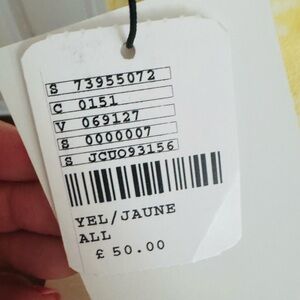 S 73955072
C 0151
V 069127
S 0000007
S JCUO93156
YEL/JAUNE
ALL
£ 50.00